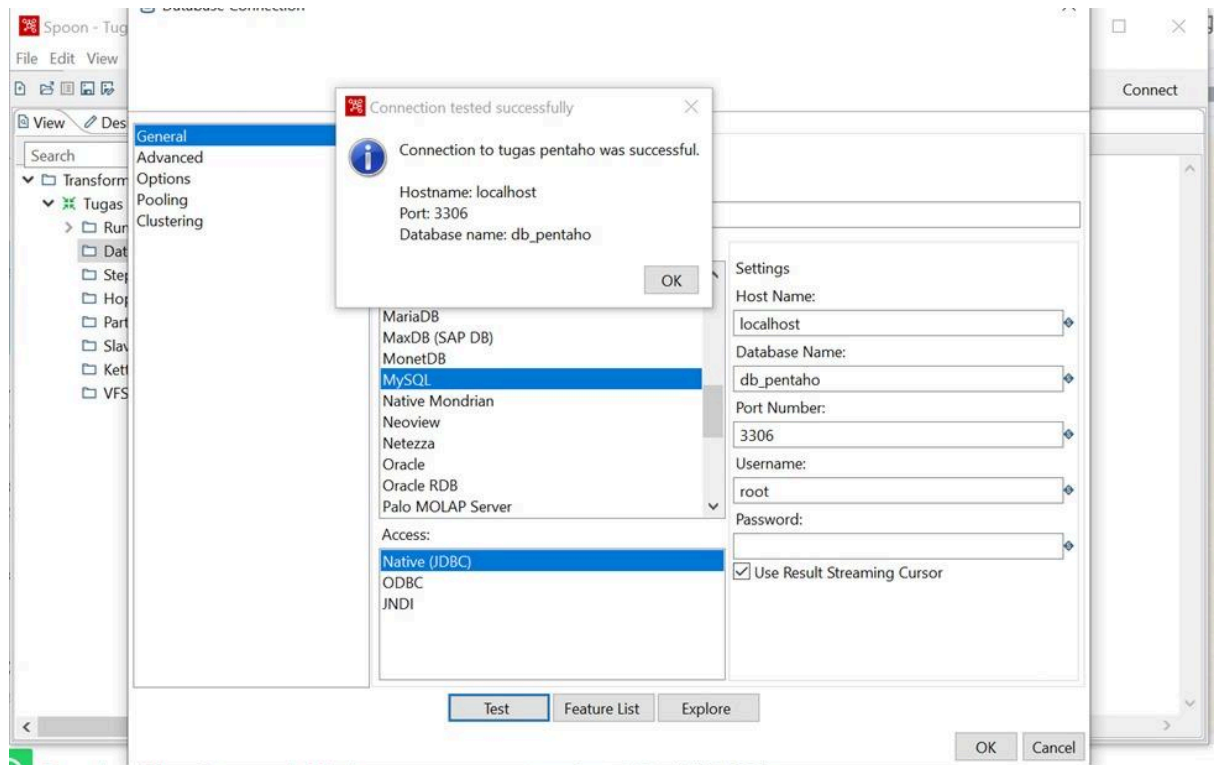 Spoon - Tug
Database Connection
File Edit View
Connect
View
Des
Search
Transform
Tugas
Run
Dat
Step
Hop
Part
Slav
Kett
VFS
General
Advanced
Options
Pooling
Clustering
Connection tested successfully
Connection to tugas pentaho was successful.
Hostname: localhost
Port: 3306
Database name: db_pentaho
OK
MariaDB
MaxDB (SAP DB)
MonetDB
MySQL
Native Mondrian
Neoview
Netezza
Oracle
Oracle RDB
Palo MOLAP Server
Access:
Native (JDBC)
ODBC
JNDI
Settings
Host Name:
localhost
Database Name:
db_pentaho
Port Number:
3306
Username:
root
Password:
Use Result Streaming Cursor
Test
Feature List
Explore
OK
Cancel